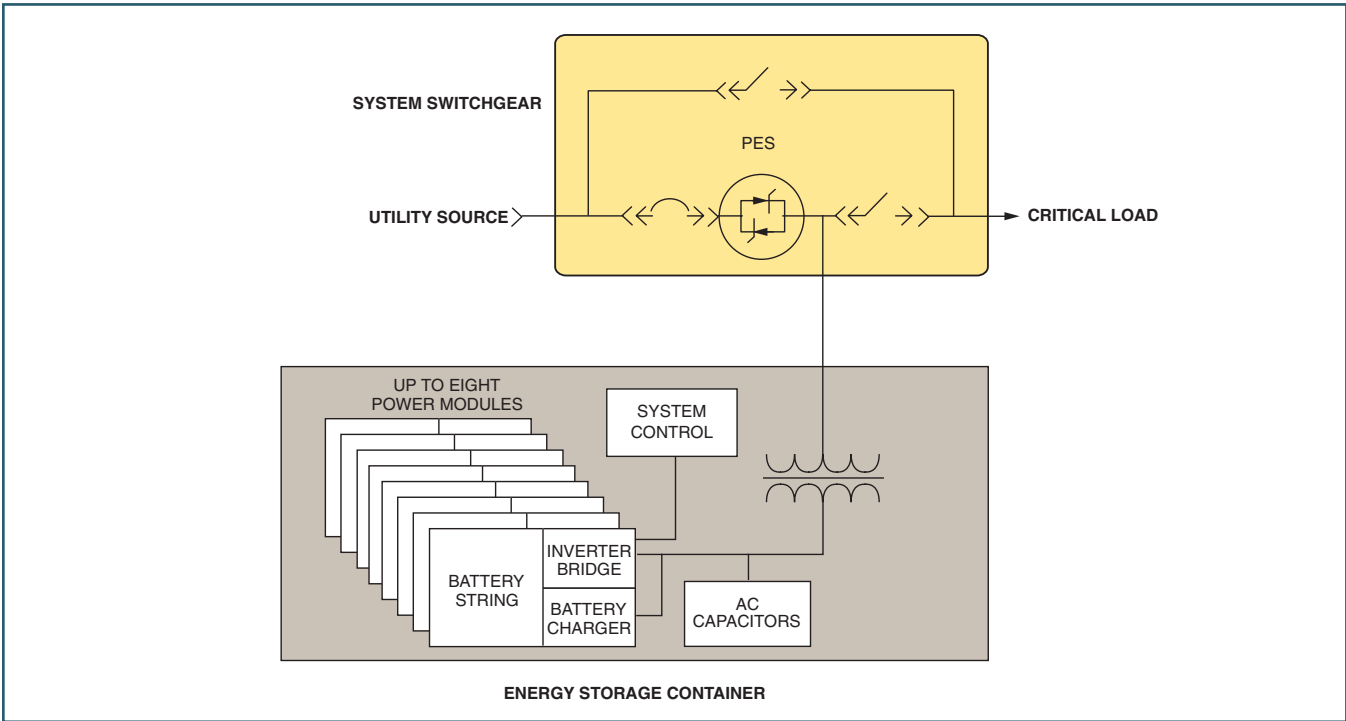 SYSTEM SWITCHGEAR
PES
UTILITY SOURCE
CRITICAL LOAD
UP TO EIGHT
POWER MODULES
SYSTEM
CONTROL
BATTERY
STRING
INVERTER
BRIDGE
BATTERY
CHARGER
AC
CAPACITORS
ENERGY STORAGE CONTAINER